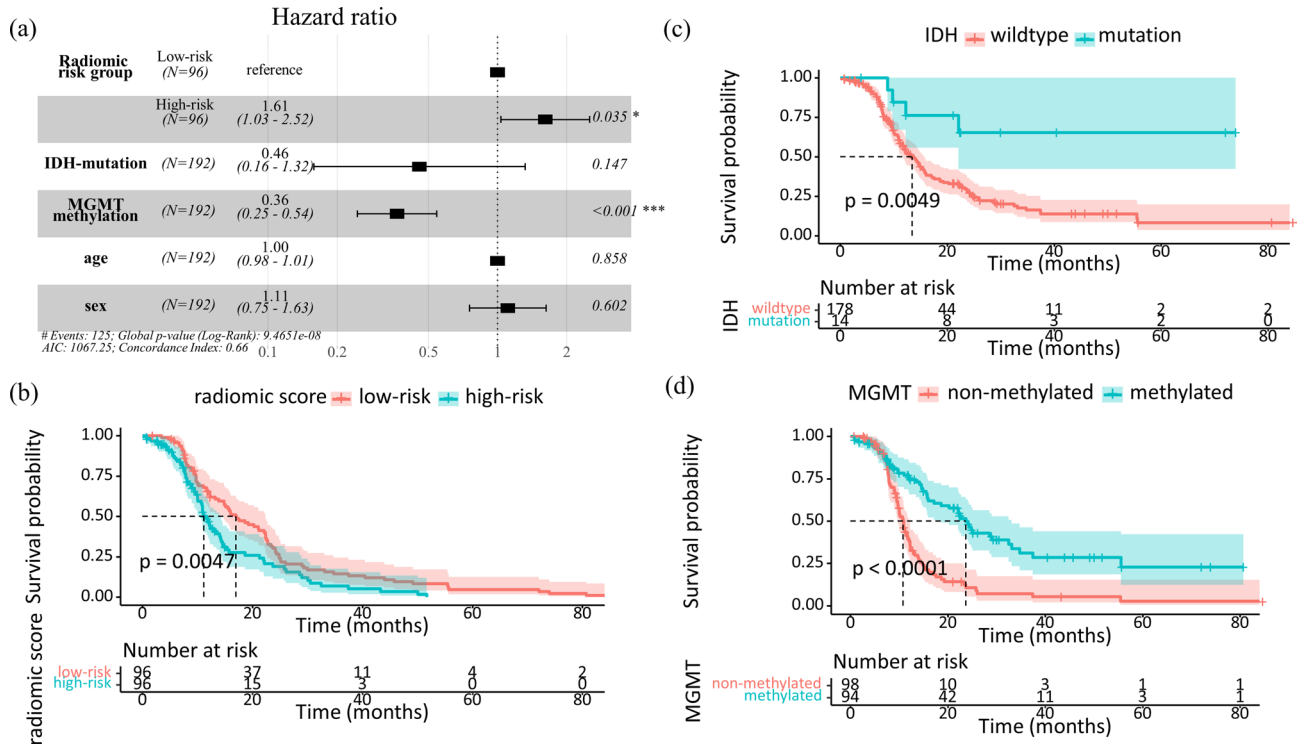 (a)
Hazard ratio
Radiomic risk group
Low-risk
(N=96)
reference
High-risk
(N=96)
1.61
(1.03 - 2.52)
0.035 *
IDH-mutation
(N=192)
0.46
(0.16 - 1.32)
0.147
MGMT methylation
(N=192)
0.36
(0.25 - 0.54)
<0.001 ***
age
(N=192)
1.00
(0.98 - 1.01)
0.858
sex
(N=192)
1.11
(0.75 - 1.63)
0.602
# Events: 125; Global p-value (Log-Rank): 9.4651e-08
AIC: 1067.25; Concordance Index: 0.66
0.1 0.2 0.5 1 2
(b)
radiomic score low-risk high-risk
Survival probability
1.00
0.75
0.50
0.25
0.00
p = 0.0047
0 20 40 60 80
Time (months)
radiomic score
Number at risk
low-risk 96 37 11 4 2
high-risk 96 15 3 0 0
0 20 40 60 80
Time (months)
(c)
IDH wildtype mutation
Survival probability
1.00
0.75
0.50
0.25
0.00
p = 0.0049
0 20 40 60 80
Time (months)
IDH
Number at risk
wildtype 178 44 11 2 2
mutation 14 8 3 2 0
0 20 40 60 80
Time (months)
(d)
MGMT non-methylated methylated
Survival probability
1.00
0.75
0.50
0.25
0.00
p < 0.0001
0 20 40 60 80
Time (months)
MGMT
Number at risk
non-methylated 98 10 3 1 1
methylated 94 42 11 3 1
0 20 40 60 80
Time (months)